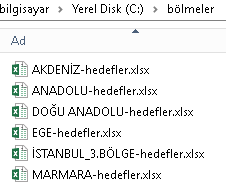 bilgisayar > Yerel Disk (C:) > bölmeler
Ad
AKDENİZ-hedefler.xlsx
ANADOLU-hedefler.xlsx
DOĞU ANADOLU-hedefler.xlsx
EGE-hedefler.xlsx
İSTANBUL_3.BÖLGE-hedefler.xlsx
MARMARA-hedefler.xlsx